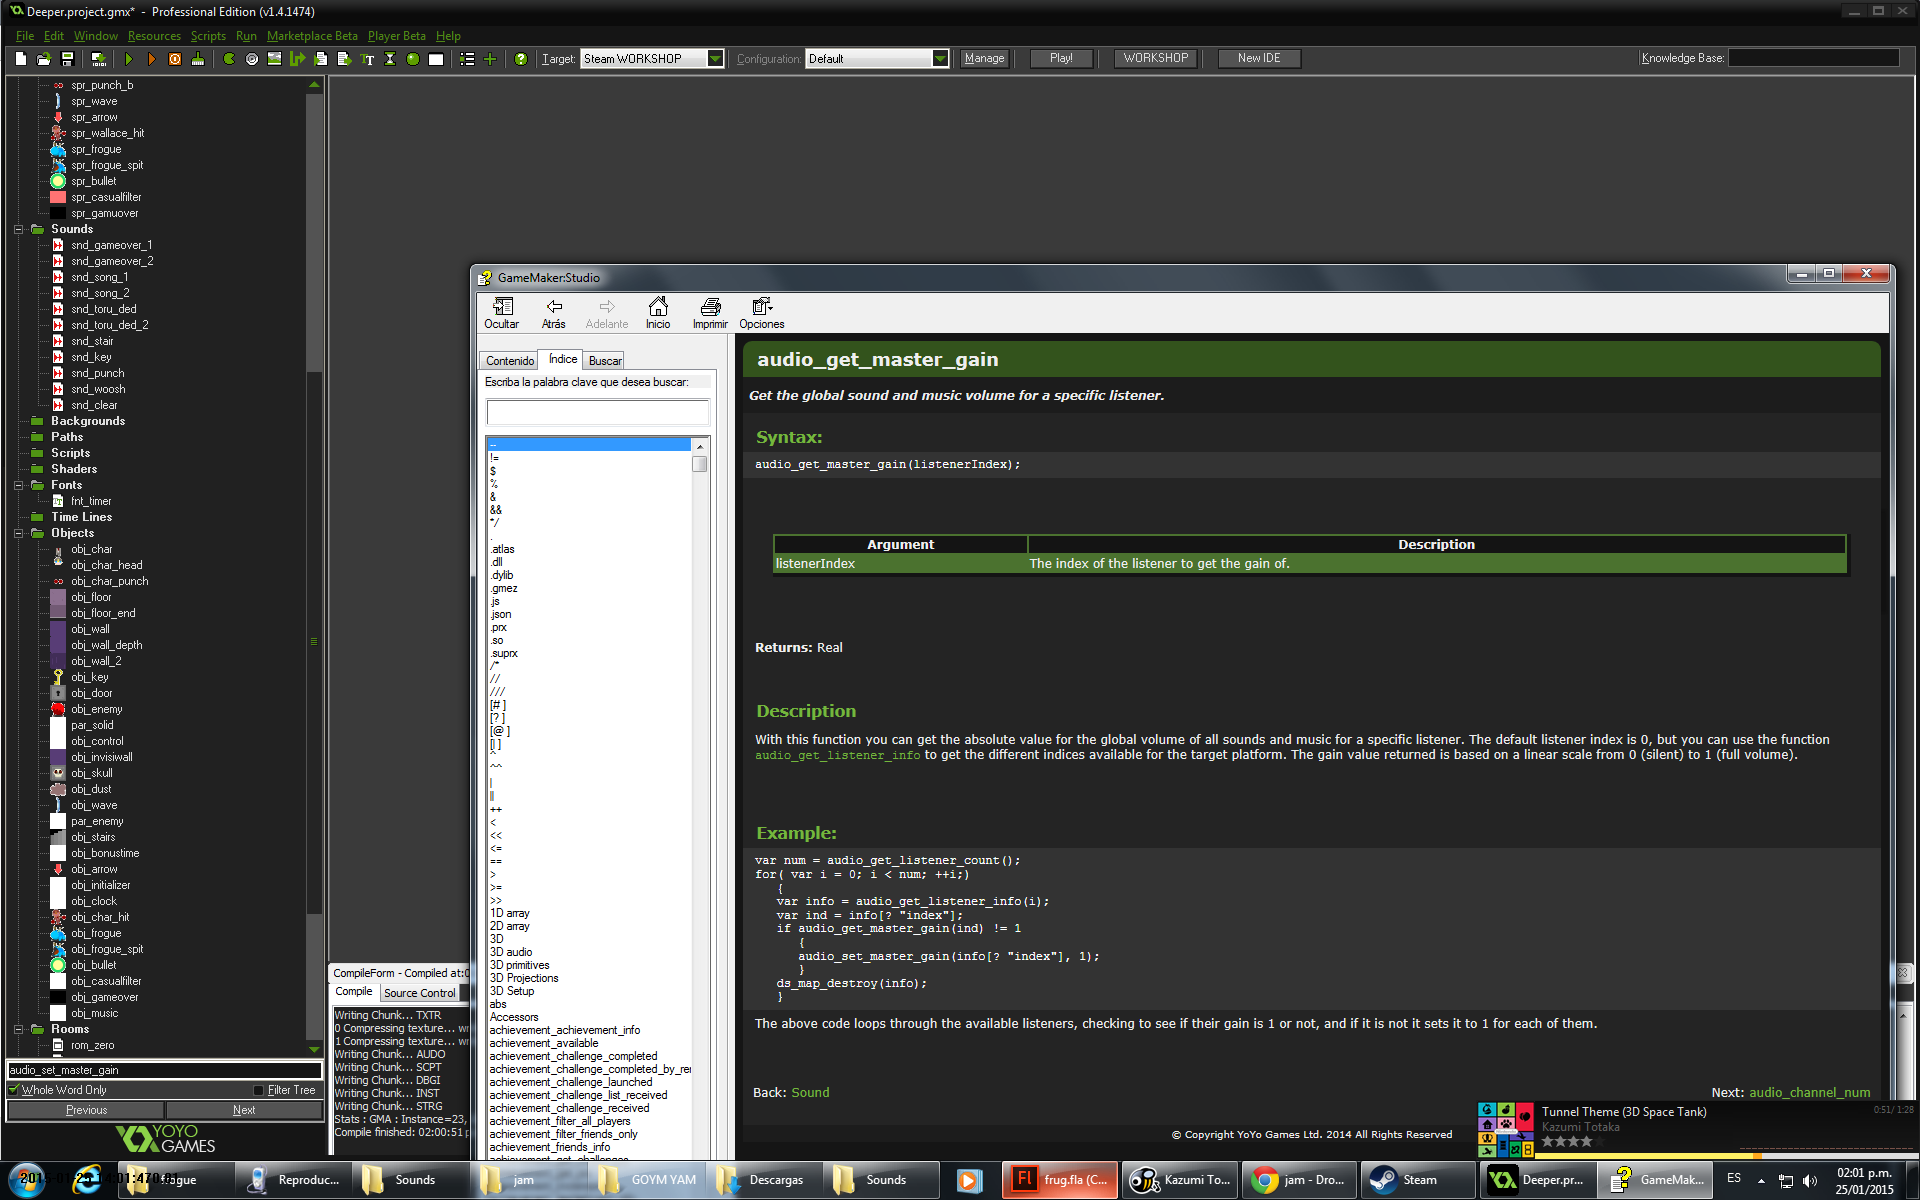 Deeper.project.gmx* - Professional Edition (v1.4.1474)
File Edit Window Resources Scripts Run Marketplace Beta Player Beta Help
Target: Steam WORKSHOP Configuration: Default Manage Play! WORKSHOP New IDE Knowledge Base:
spr_punch_b
spr_wave
spr_arrow
spr_wallace_hit
spr_frogue
spr_frogue_spit
spr_bullet
spr_casualfilter
spr_gamuover
Sounds
snd_gameover_1
snd_gameover_2
snd_song_1
snd_song_2
snd_toru_ded
snd_toru_ded_2
snd_stair
snd_key
snd_punch
snd_woosh
snd_clear
Backgrounds
Paths
Scripts
Shaders
Fonts
fnt_timer
Time Lines
Objects
obj_char
obj_char_head
obj_char_punch
obj_floor
obj_floor_end
obj_wall
obj_wall_depth
obj_wall_2
obj_key
obj_door
obj_enemy
par_solid
obj_control
obj_invisiwall
obj_skull
obj_dust
obj_wave
par_enemy
obj_stairs
obj_bonustime
obj_arrow
obj_initializer
obj_clock
obj_char_hit
obj_frogue
obj_frogue_spit
obj_bullet
obj_casualfilter
obj_gameover
obj_music
Rooms
rom_zero
audio_set_master_gain
Whole Word Only Filter Tree
Previous Next
YOYO
GAMES
CompileForm - Compiled at:0
Compile Source Control
Writing Chunk... TXTR
0 Compressing texture... wr
1 Compressing texture... wr
Writing Chunk... AUDO
Writing Chunk... SCPT
Writing Chunk... DBGI
Writing Chunk... INST
Writing Chunk... STRG
Stats : GMA : Instance=23,
Compile finished: 02:00:51 p
GameMaker:Studio
Ocultar Atrás Adelante Inicio Imprimir Opciones
Contenido Índice Buscar
Escriba la palabra clave que desea buscar:
--
!=
$
%
&
&&
*/
.
.atlas
.dll
.dylib
.gmez
.js
.json
.prx
.so
.suprx
/*
//
///
[# ]
[? ]
[@ ]
[| ]
^
^^
|
||
++
<
<<
<=
==
>
>=
>>
1D array
2D array
3D
3D audio
3D primitives
3D Projections
3D Setup
abs
Accessors
achievement_achievement_info
achievement_available
achievement_challenge_completed
achievement_challenge_completed_by_rei
achievement_challenge_launched
achievement_challenge_list_received
achievement_challenge_received
achievement_filter_all_players
achievement_filter_friends_only
achievement_friends_info
achievement_get_challenges
audio_get_master_gain
Get the global sound and music volume for a specific listener.
Syntax:
audio_get_master_gain(listenerIndex);
Argument Description
listenerIndex The index of the listener to get the gain of.
Returns: Real
Description
With this function you can get the absolute value for the global volume of all sounds and music for a specific listener. The default listener index is 0, but you can use the function
audio_get_listener_info to get the different indices available for the target platform. The gain value returned is based on a linear scale from 0 (silent) to 1 (full volume).
Example:
var num = audio_get_listener_count();
for( var i = 0; i < num; ++i;)
{
var info = audio_get_listener_info(i);
var ind = info[? "index"];
if audio_get_master_gain(ind) != 1
{
audio_set_master_gain(info[? "index"], 1);
}
ds_map_destroy(info);
}
The above code loops through the available listeners, checking to see if their gain is 1 or not, and if it is not it sets it to 1 for each of them.
Back: Sound Next: audio_channel_num
© Copyright YoYo Games Ltd. 2014 All Rights Reserved
Tunnel Theme (3D Space Tank) 0:51/ 1:28
Kazumi Totaka
Reproduc... Sounds jam GOYM YAM Descargas Sounds frug.fla (C... Kazumi To... jam - Dro... Steam Deeper.pr... GameMak... ES 02:01 p.m.
25/01/2015